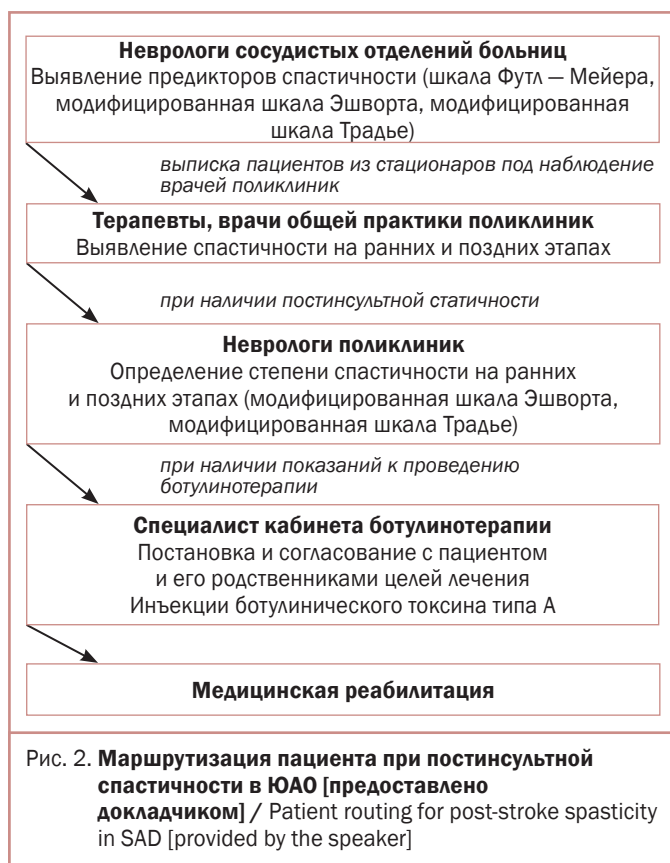 Неврологи сосудистых отделений больниц
Выявление предикторов спастичности (шкала Футл — Мейера,
модифицированная шкала Эшворта, модифицированная
шкала Традье)
выписка пациентов из стационаров под наблюдение
врачей поликлиник
Терапевты, врачи общей практики поликлиник
Выявление спастичности на ранних и поздних этапах
при наличии постинсультной статичности
Неврологи поликлиник
Определение степени спастичности на ранних
и поздних этапах (модифицированная шкала Эшворта,
модифицированная шкала Традье)
при наличии показаний к проведению
ботулинотерапии
Специалист кабинета ботулинотерапии
Постановка и согласование с пациентом
и его родственниками целей лечения
Инъекции ботулинического токсина типа А
Медицинская реабилитация
Рис. 2. Маршрутизация пациента при постинсультной
спастичности в ЮАО [предоставлено
докладчиком] / Patient routing for post-stroke spasticity
in SAD [provided by the speaker]